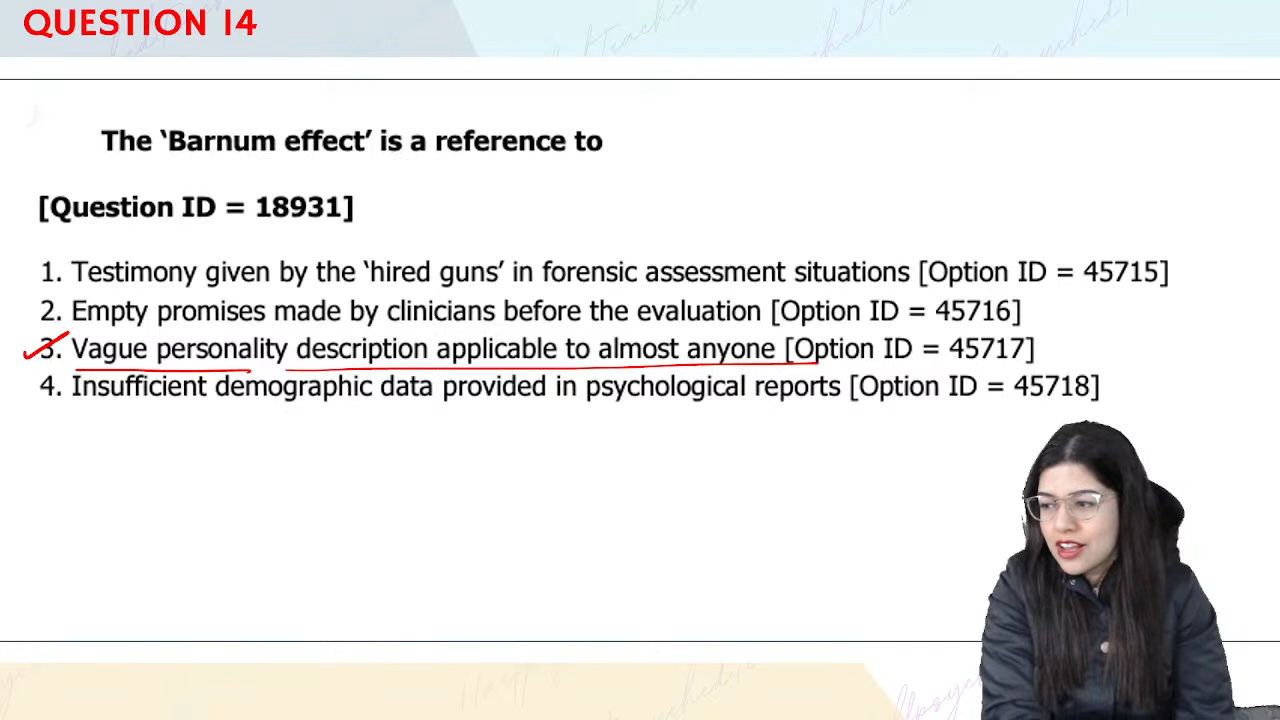 QUESTION 14
The ‘Barnum effect’ is a reference to
[Question ID = 18931]
1. Testimony given by the ‘hired guns’ in forensic assessment situations [Option ID = 45715]
2. Empty promises made by clinicians before the evaluation [Option ID = 45716]
3. Vague personality description applicable to almost anyone [Option ID = 45717]
4. Insufficient demographic data provided in psychological reports [Option ID = 45718]